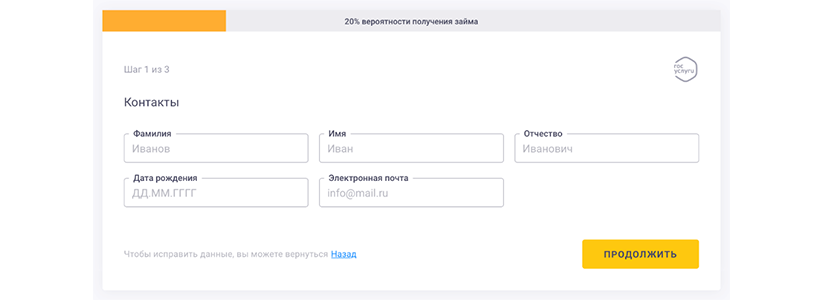 20% вероятности получения займа
Шаг 1 из 3
гос
услуги
Контакты
Фамилия
Иванов
Имя
Иван
Отчество
Иванович
Дата рождения
ДД.ММ.ГГГГ
Электронная почта
info@mail.ru
Чтобы исправить данные, вы можете вернуться Назад
ПРОДОЛЖИТЬ